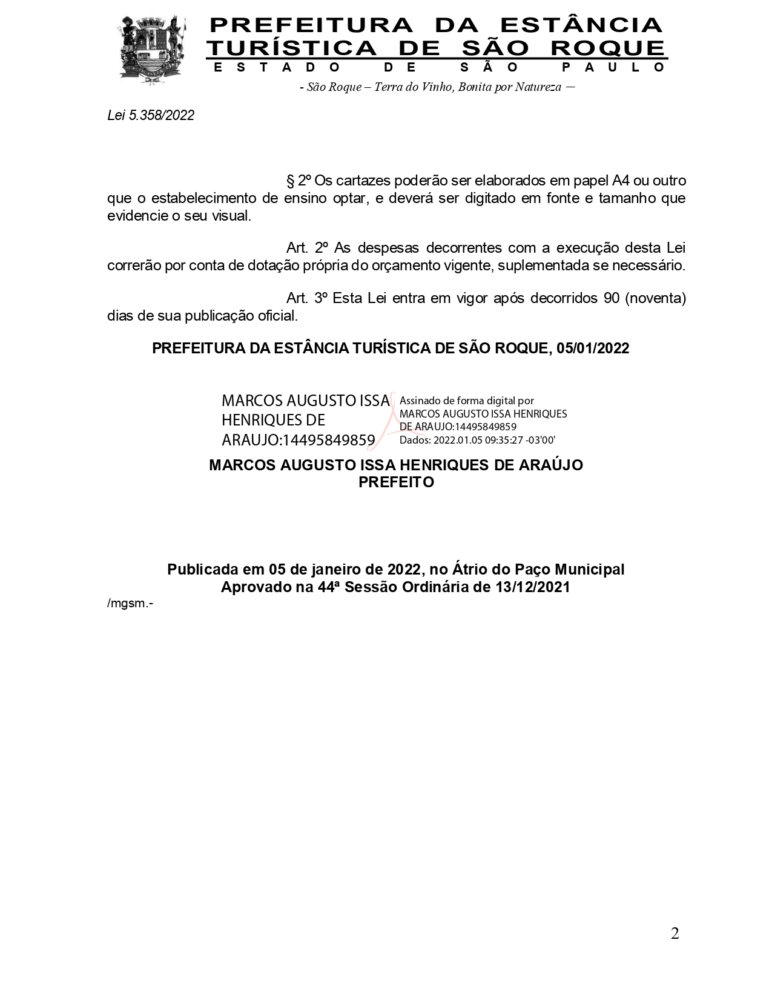 PREFEITURA DA ESTÂNCIA
TURÍSTICA DE SÃO ROQUE
ESTADO DE SÃO PAULO
- São Roque – Terra do Vinho, Bonita por Natureza –
Lei 5.358/2022
§ 2º Os cartazes poderão ser elaborados em papel A4 ou outro
que o estabelecimento de ensino optar, e deverá ser digitado em fonte e tamanho que
evidencie o seu visual.
Art. 2º As despesas decorrentes com a execução desta Lei
correrão por conta de dotação própria do orçamento vigente, suplementada se necessário.
Art. 3º Esta Lei entra em vigor após decorridos 90 (noventa)
dias de sua publicação oficial.
PREFEITURA DA ESTÂNCIA TURÍSTICA DE SÃO ROQUE, 05/01/2022
MARCOS AUGUSTO ISSA
HENRIQUES DE
ARAUJO:14495849859
Assinado de forma digital por
MARCOS AUGUSTO ISSA HENRIQUES
DE ARAUJO:14495849859
Dados: 2022.01.05 09:35:27 -03'00'
MARCOS AUGUSTO ISSA HENRIQUES DE ARAÚJO
PREFEITO
Publicada em 05 de janeiro de 2022, no Átrio do Paço Municipal
Aprovado na 44ª Sessão Ordinária de 13/12/2021
/mgsm.-
2